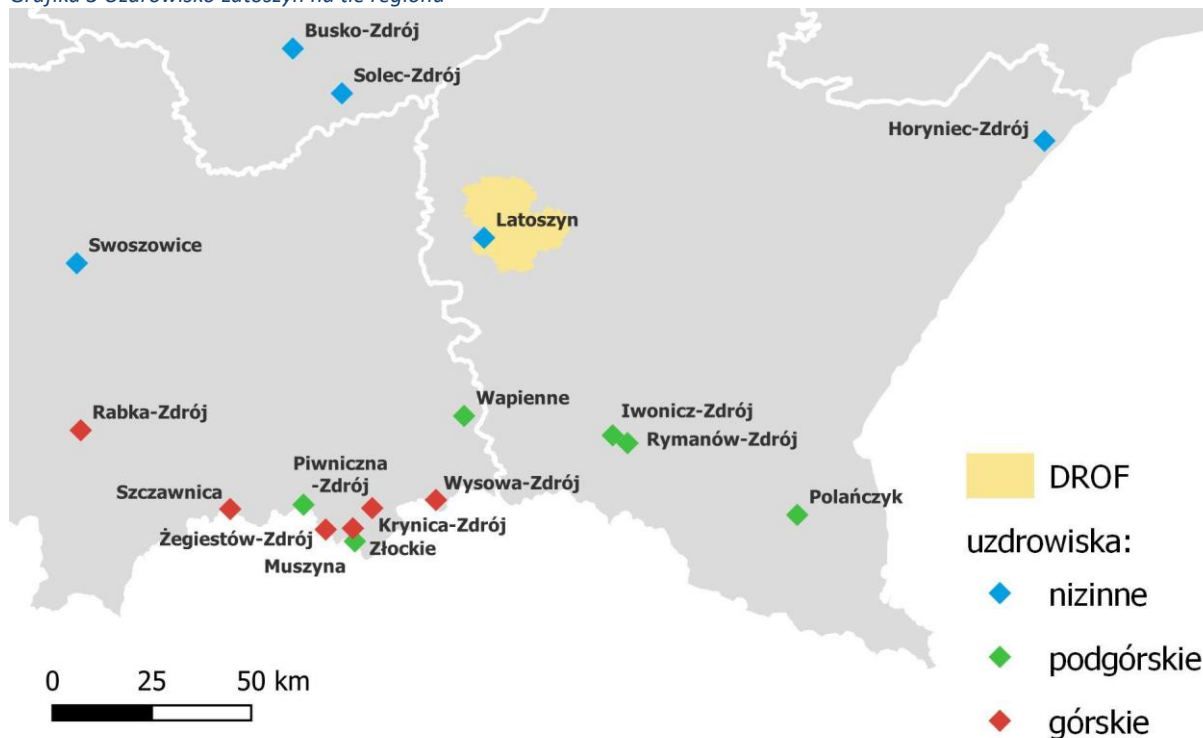 Grafika 5 Uzdrowisko Latoszyn na tle regionu
Busko-Zdrój
Solec-Zdrój
Horyniec-Zdrój
Latoszyn
Swoszowice
Wapienne
Rabka-Zdrój
Iwonicz-Zdrój
Rymanów-Zdrój
Piwniczna
-Zdrój
Wysowa-Zdrój
Szczawnica
Polańczyk
Krynica-Zdrój
Żegiestów-Zdrój
Złockie
Muszyna
DROF
uzdrowiska:
nizinne
podgórskie
górskie
0 25 50 km